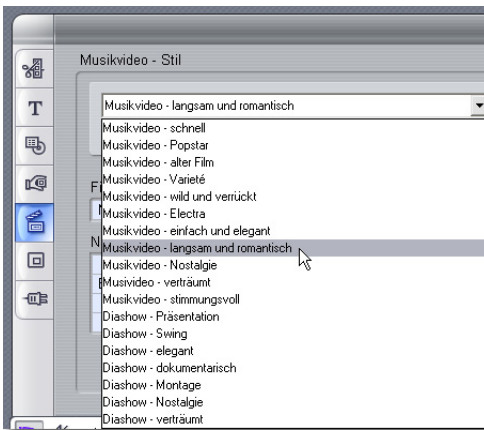 Musikvideo - Stil
T
Musikvideo - langsam und romantisch
Musikvideo - schnell
Musikvideo - Popstar
Musikvideo - alter Film
Musikvideo - Varieté
Musikvideo - wild und verrückt
Musikvideo - Electra
Musikvideo - einfach und elegant
Musikvideo - langsam und romantisch
Musikvideo - Nostalgie
Musivideo - verträumt
Musikvideo - stimmungsvoll
Diashow - Präsentation
Diashow - Swing
Diashow - elegant
Diashow - dokumentarisch
Diashow - Montage
Diashow - Nostalgie
Diashow - verträumt